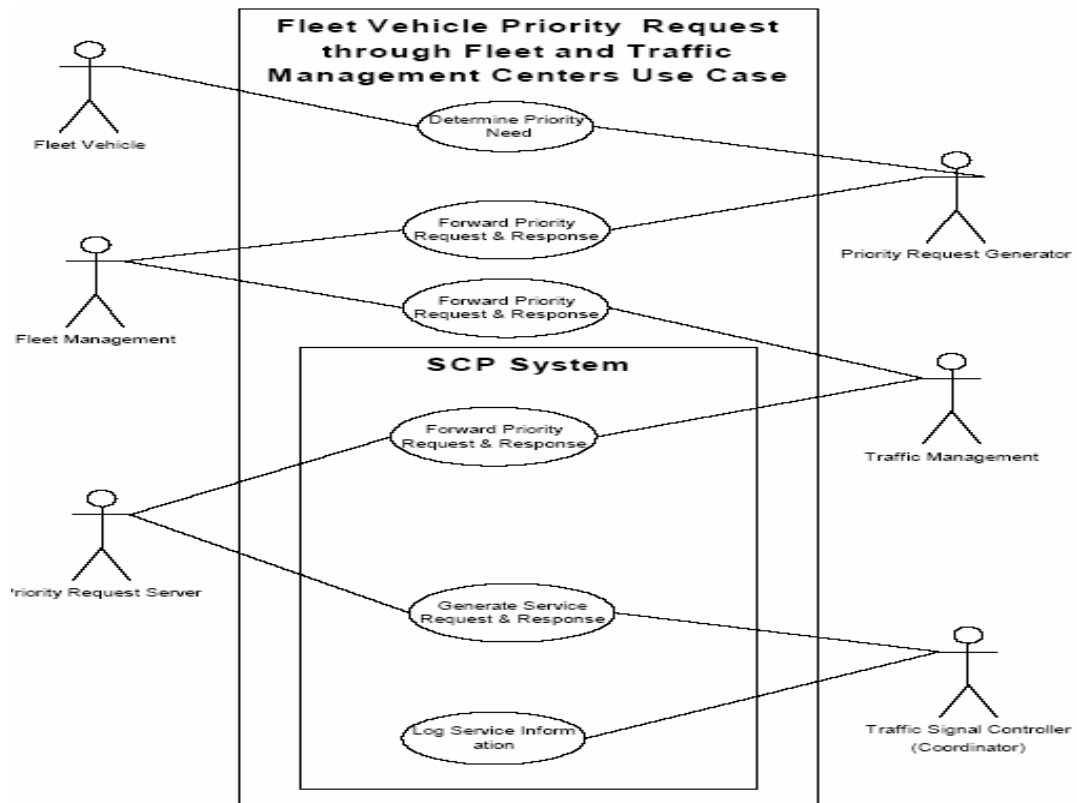 Fleet Vehicle Priority Request
through Fleet and Traffic
Management Centers Use Case
Determine Priority
Need
Fleet Vehicle
Forward Priority
Request & Response
Priority Request Generator
Forward Priority
Request & Response
Fleet Management
SCP System
Forward Priority
Request & Response
Traffic Management
Priority Request Server
Generate Service
Request & Response
Log Service Inform
ation
Traffic Signal Controller
(Coordinator)